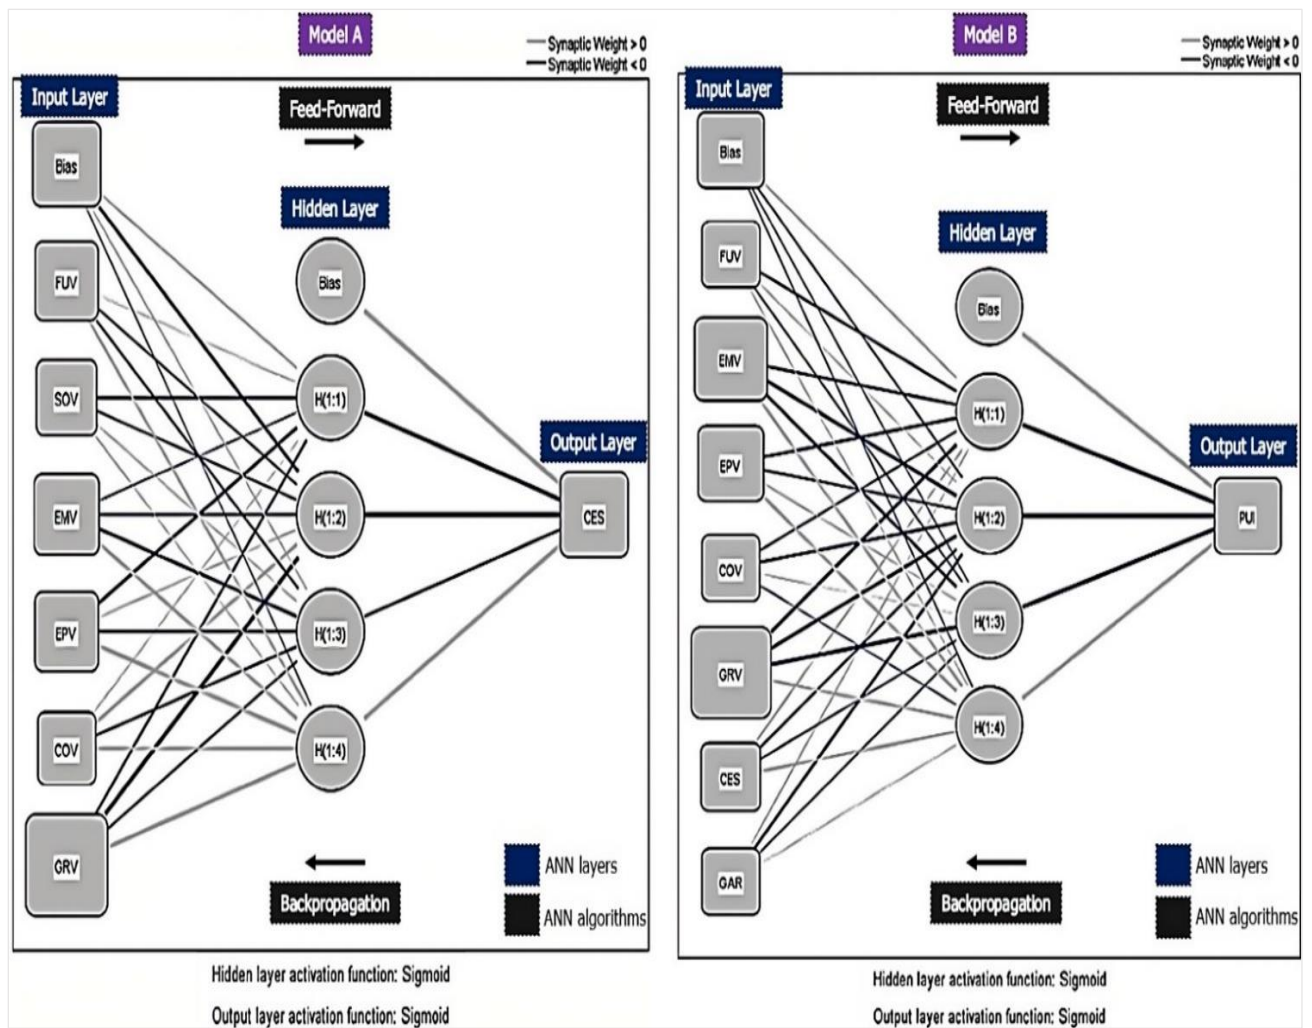 Model A
Synaptic Weight > 0
Synaptic Weight < 0
Input Layer
Feed-Forward
Bias
Hidden Layer
FUV
Bias
SOV
H(1:1)
Output Layer
EMV
H(1:2)
CES
EPV
H(1:3)
COV
H(1:4)
GRV
ANN layers
Backpropagation
ANN algorithms
Hidden layer activation function: Sigmoid
Output layer activation function: Sigmoid
Model B
Synaptic Weight > 0
Synaptic Weight < 0
Input Layer
Feed-Forward
Bias
Hidden Layer
FUV
Bias
EMV
H(1:1)
Output Layer
EPV
H(1:2)
PUI
COV
H(1:3)
GRV
H(1:4)
CES
GAR
ANN layers
Backpropagation
ANN algorithms
Hidden layer activation function: Sigmoid
Output layer activation function: Sigmoid